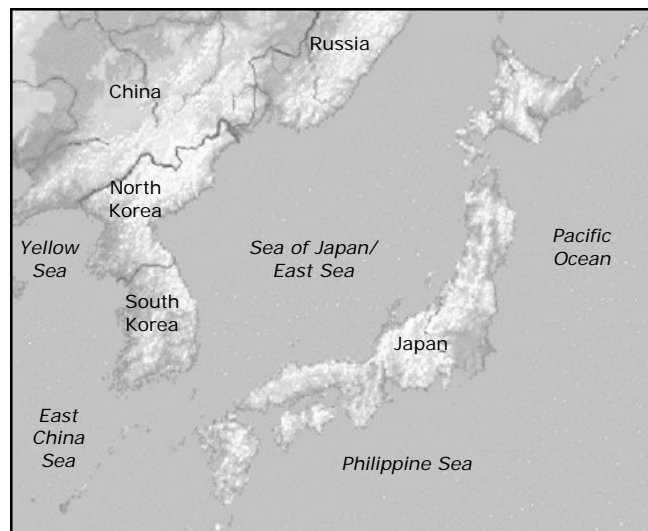 Russia
China
North
Korea
Yellow
Sea
Sea of Japan/
East Sea
Pacific
Ocean
South
Korea
Japan
East
China
Sea
Philippine Sea